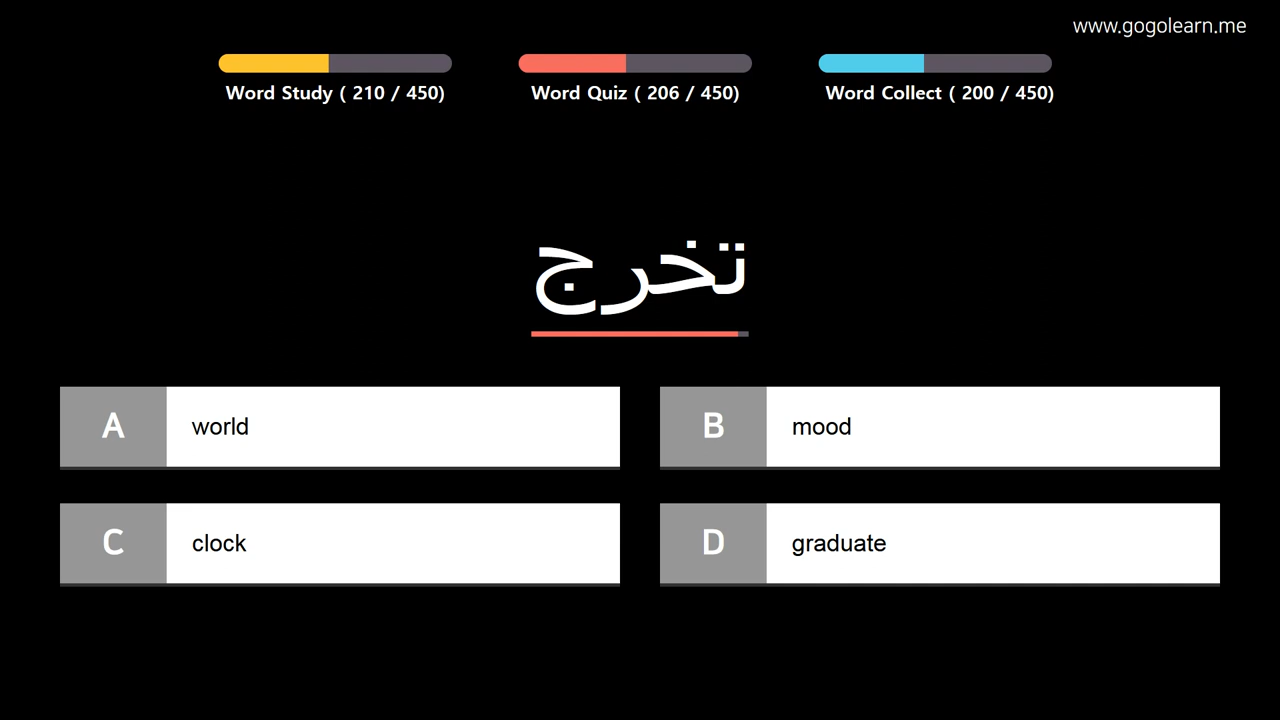 www.gogolearn.me
Word Study ( 210 / 450)
Word Quiz ( 206 / 450)
Word Collect ( 200 / 450)
تخرج
A world
B mood
C clock
D graduate